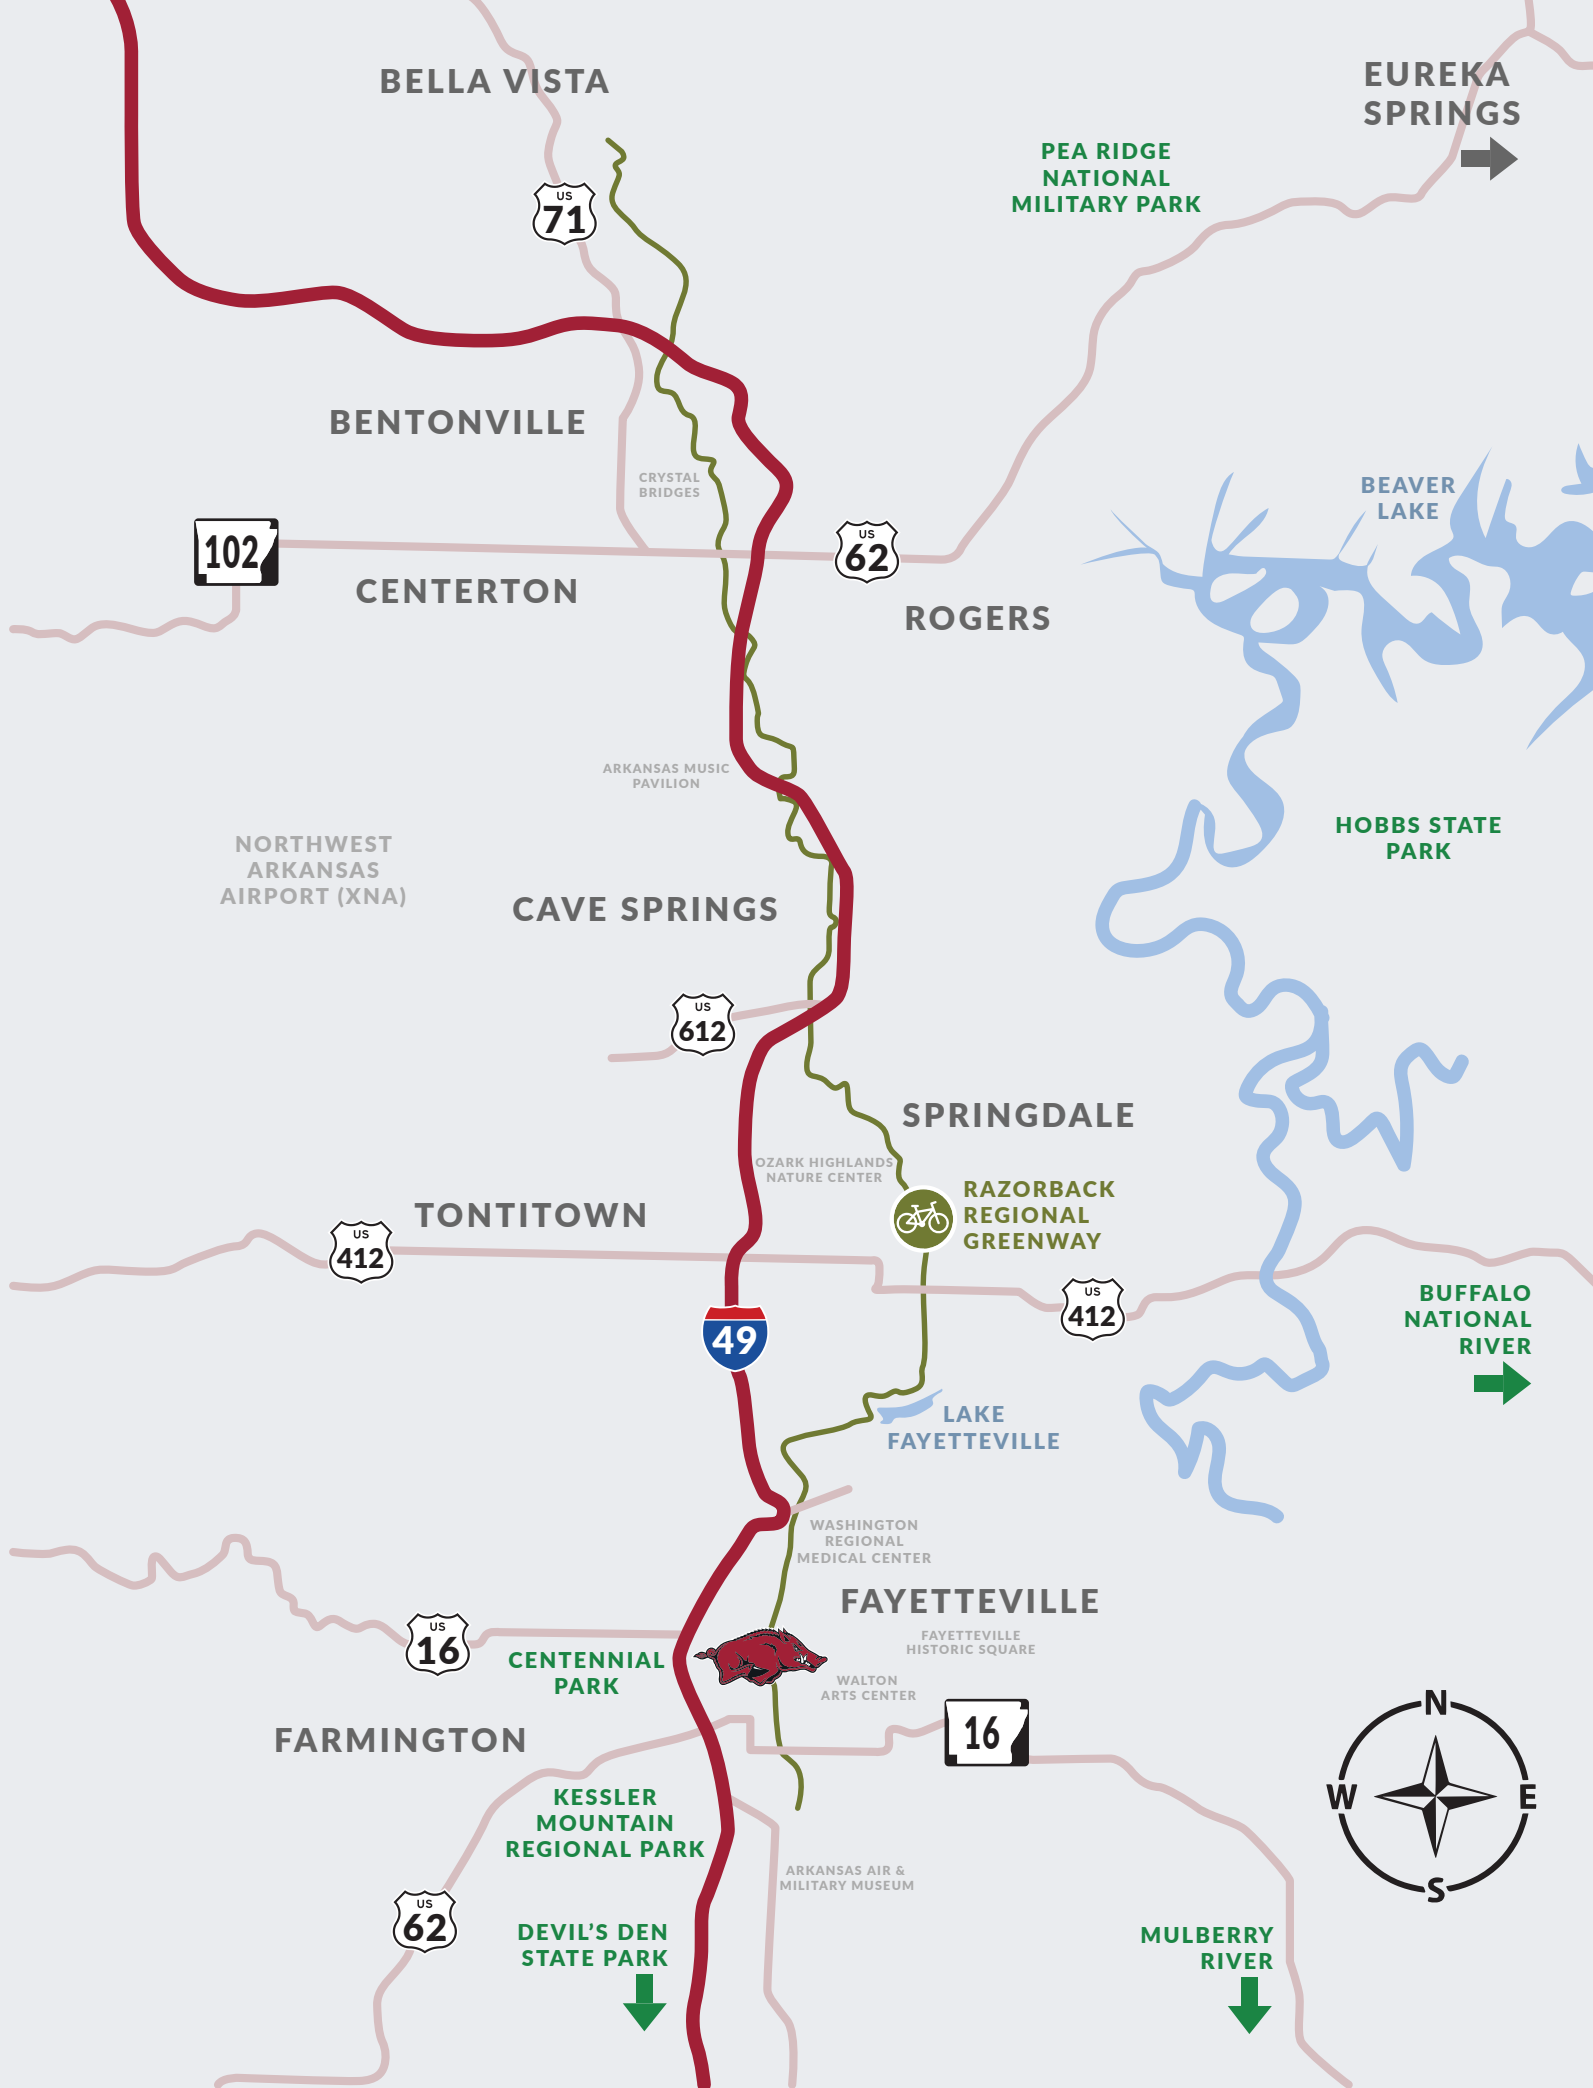 BELLA VISTA
EUREKA
SPRINGS
PEA RIDGE
NATIONAL
MILITARY PARK
US
71
BENTONVILLE
CRYSTAL
BRIDGES
BEAVER
LAKE
102
US
62
CENTERTON
ROGERS
ARKANSAS MUSIC
PAVILION
HOBBS STATE
PARK
NORTHWEST
ARKANSAS
AIRPORT (XNA)
CAVE SPRINGS
US
612
SPRINGDALE
OZARK HIGHLANDS
NATURE CENTER
RAZORBACK
REGIONAL
GREENWAY
TONTITOWN
US
412
US
412
BUFFALO
NATIONAL
RIVER
49
LAKE
FAYETTEVILLE
WASHINGTON
REGIONAL
MEDICAL CENTER
FAYETTEVILLE
FAYETTEVILLE
HISTORIC SQUARE
US
16
CENTENNIAL
PARK
WALTON
ARTS CENTER
16
FARMINGTON
N
W
E
S
KESSLER
MOUNTAIN
REGIONAL PARK
ARKANSAS AIR &
MILITARY MUSEUM
US
62
DEVIL'S DEN
STATE PARK
MULBERRY
RIVER